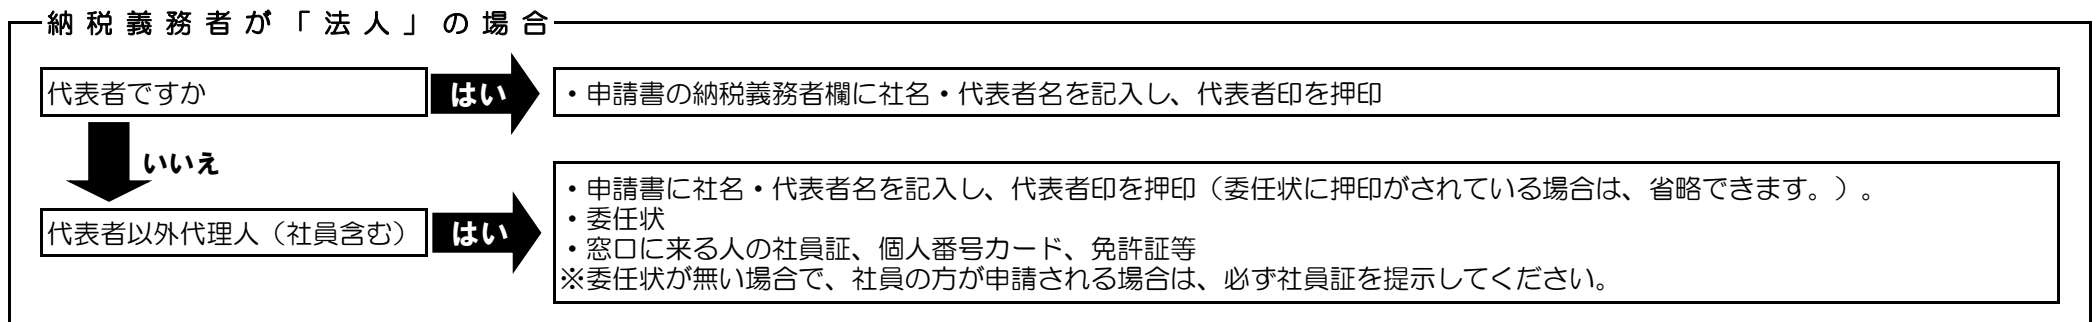 納税義務者が「法人」の場合
代表者ですか
はい
・申請書の納税義務者欄に社名・代表者名を記入し、代表者印を押印
いいえ
代表者以外代理人（社員含む）
はい
・申請書に社名・代表者名を記入し、代表者印を押印（委任状に押印がされている場合は、省略できます。）。
・委任状
・窓口に来る人の社員証、個人番号カード、免許証等
※委任状が無い場合で、社員の方が申請される場合は、必ず社員証を提示してください。